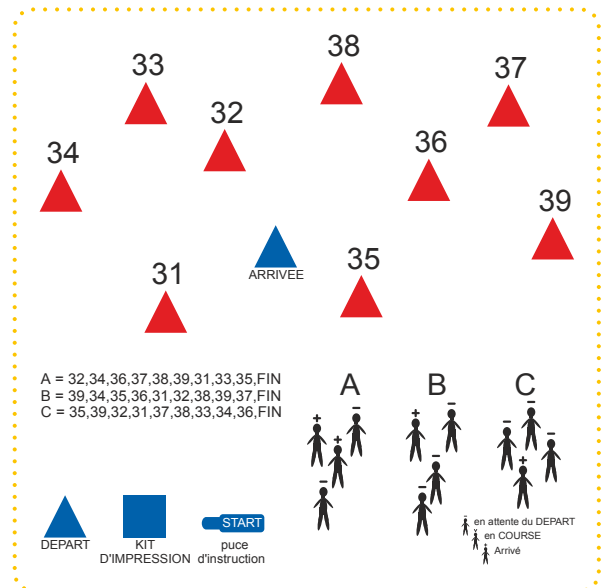 38
33
37
32
36
34
39
ARRIVEE
31
35
A = 32,34,36,37,38,39,31,33,35,FIN
B = 39,34,35,36,31,32,38,39,37,FIN
C = 35,39,32,31,37,38,33,34,36,FIN
A B C
+ - + - - -
+ - - -
- - +
START
DEPART
KIT
D'IMPRESSION
puce
d'instruction
- en attente du DEPART
en COURSE
+ Arrivé